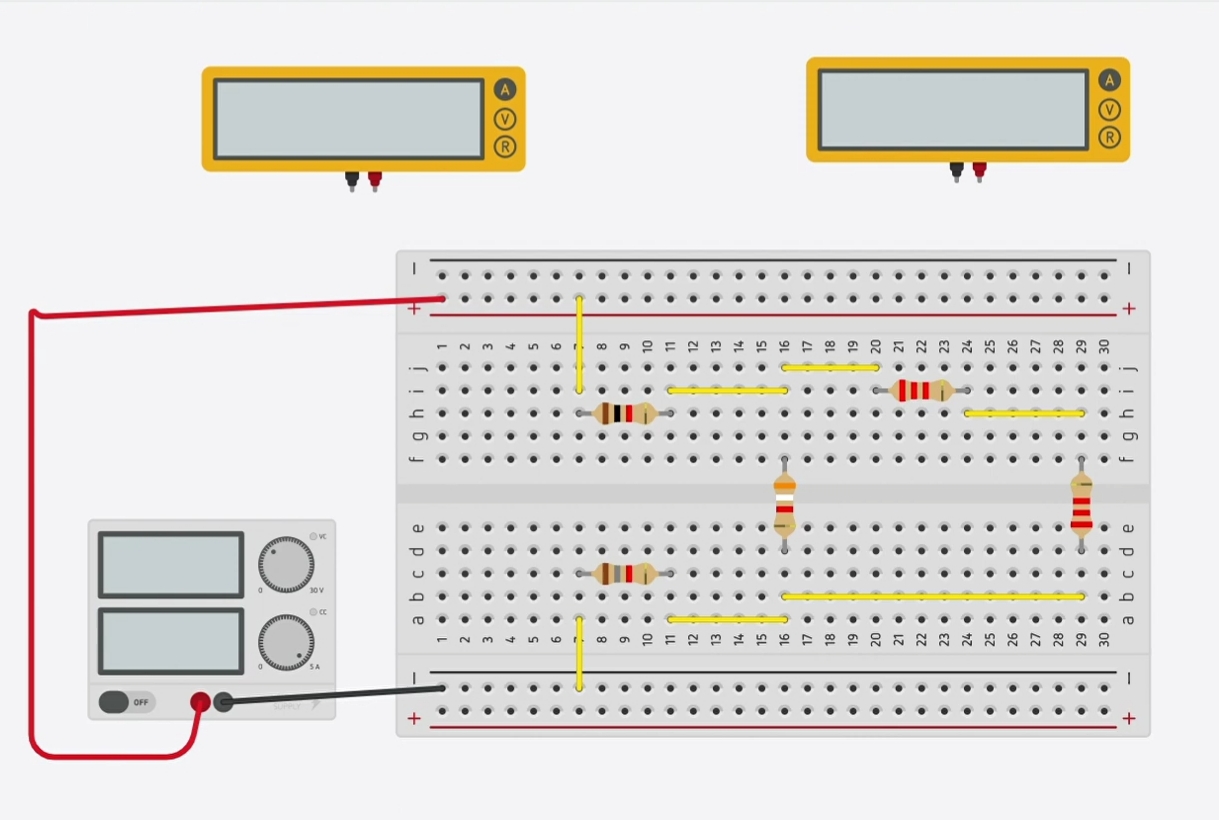 A
V
R
A
V
R
— —
+ +
1 2 3 4 5 6 7 8 9 10 11 12 13 14 15 16 17 18 19 20 21 22 23 24 25 26 27 28 29 30
j j
i i
h h
g g
f f
e e
d d
c c
b b
a a
1 2 3 4 5 6 7 8 9 10 11 12 13 14 15 16 17 18 19 20 21 22 23 24 25 26 27 28 29 30
— —
+ +
VC
0 30 V
CC
0 5 A
OFF
SUPPLY